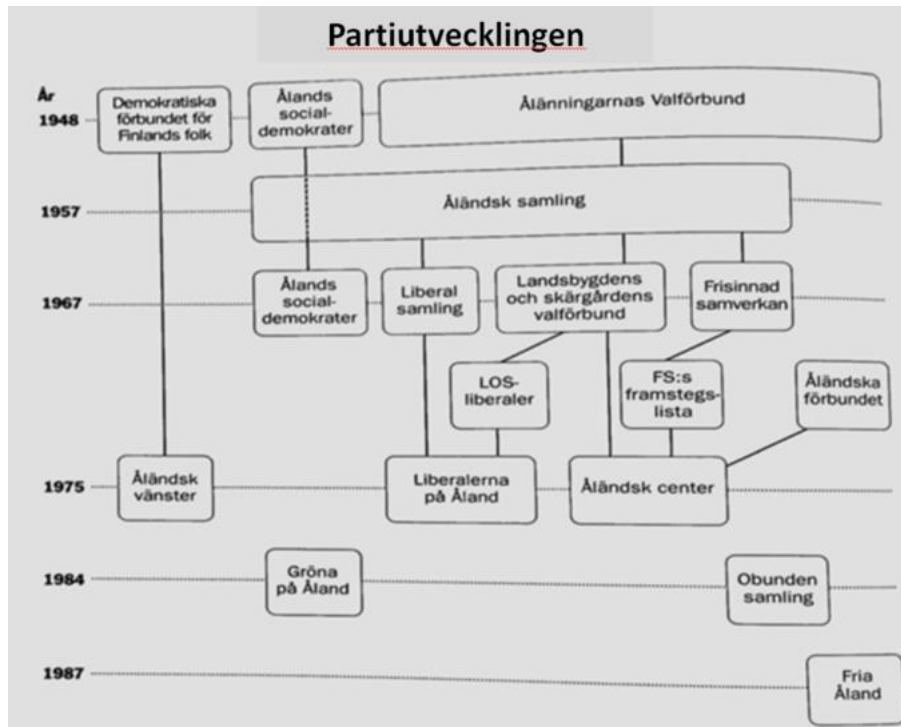 Partiutvecklingen
År
1948
Demokratiska
förbundet för
Finlands folk
Ålands
social-
demokrater
Ålänningarnas Valförbund
1957
Åländsk samling
1967
Ålands
social-
demokrater
Liberal
samling
Landsbygdens
och skärgårdens
valförbund
Frisinnad
samverkan
LOS-
liberaler
FS:s
framstegs-
lista
Åländska
förbundet
1975
Åländsk
vänster
Liberalerna
på Åland
Åländsk center
1984
Gröna
på Åland
Obunden
samling
1987
Fria
Åland